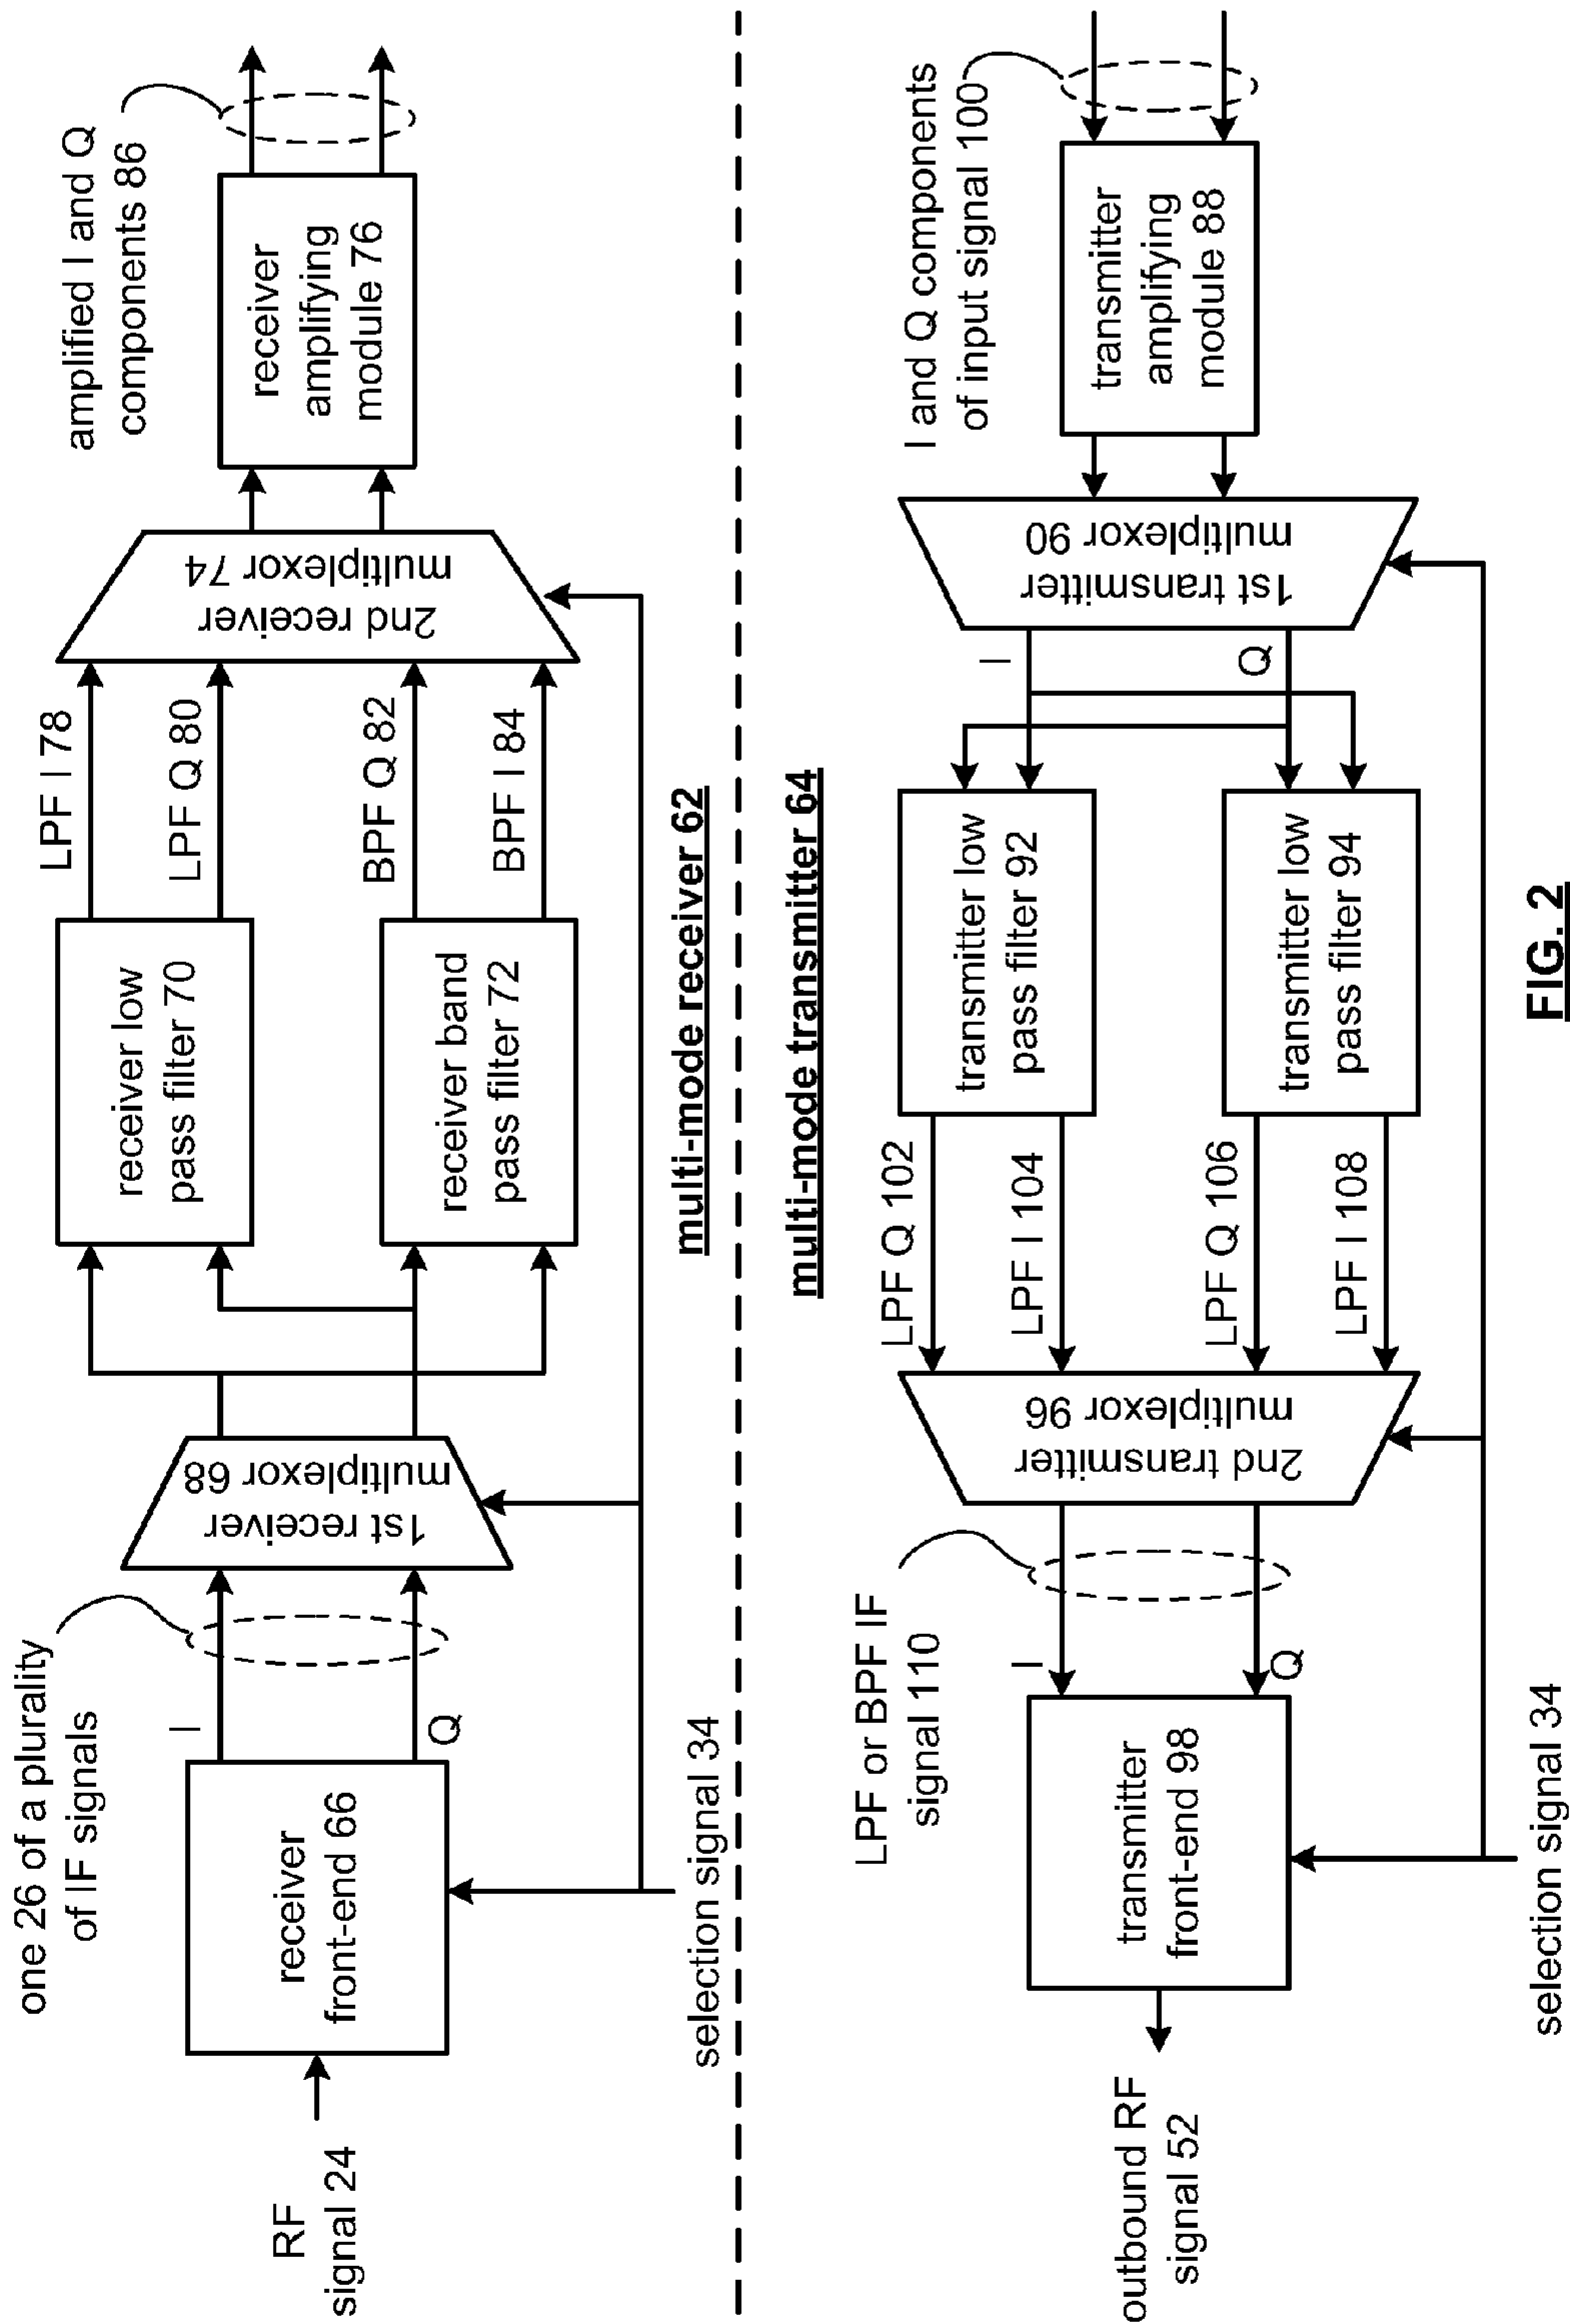 one 26 of a plurality
of IF signals
RF
signal 24
receiver
front-end 66
I
Q
1st receiver
multiplexor 68
receiver low
pass filter 70
receiver band
pass filter 72
LPF I 78
LPF Q 80
BPF Q 82
BPF I 84
2nd receiver
multiplexor 74
receiver
amplifying
module 76
amplified I and Q
components 86
selection signal 34
multi-mode receiver 62
multi-mode transmitter 64
outbound RF
signal 52
transmitter
front-end 98
LPF or BPF IF
signal 110
I
Q
2nd transmitter
multiplexor 96
LPF Q 102
LPF I 104
LPF Q 106
LPF I 108
transmitter low
pass filter 92
transmitter low
pass filter 94
I
Q
1st transmitter
multiplexor 90
transmitter
amplifying
module 88
I and Q components
of input signal 100
selection signal 34
FIG. 2